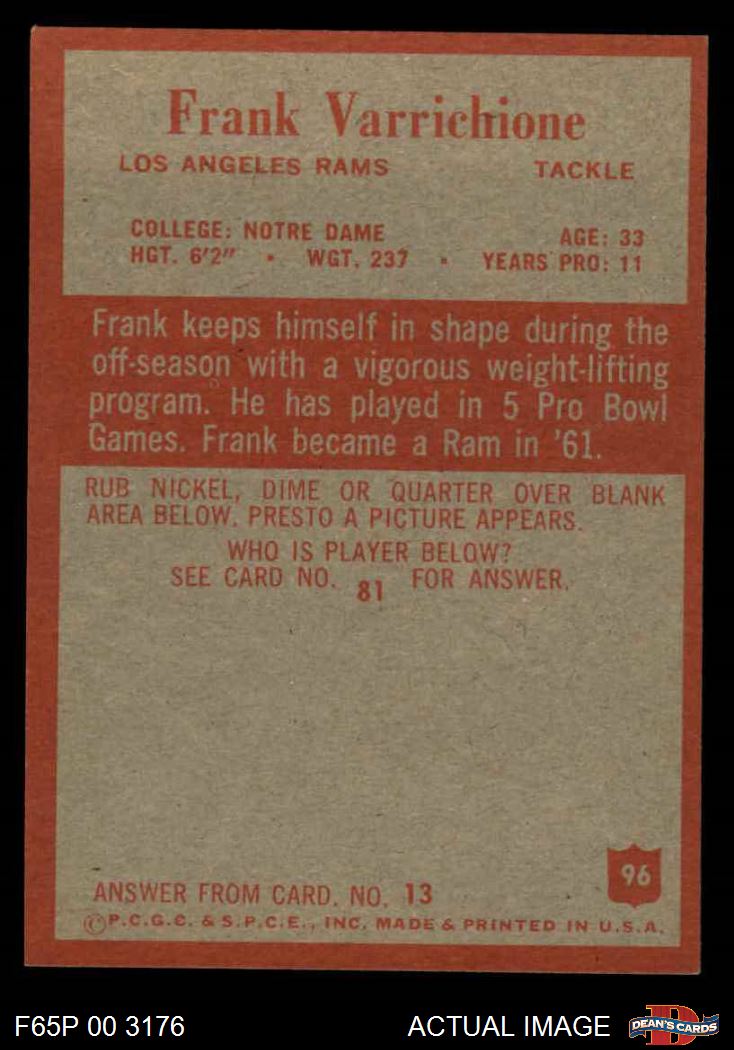 Frank Varrichione
LOS ANGELES RAMS TACKLE
COLLEGE: NOTRE DAME AGE: 33
HGT. 6'2" • WGT. 237 • YEARS PRO: 11
Frank keeps himself in shape during the
off-season with a vigorous weight-lifting
program. He has played in 5 Pro Bowl
Games. Frank became a Ram in '61.
RUB NICKEL, DIME OR QUARTER OVER BLANK
AREA BELOW. PRESTO A PICTURE APPEARS.
WHO IS PLAYER BELOW?
SEE CARD NO. 81 FOR ANSWER.
96
ANSWER FROM CARD. NO. 13
©P.C.G.C. & S.P.C.E., INC. MADE & PRINTED IN U.S.A.
F65P 00 3176 ACTUAL IMAGE D DEAN'S CARDS